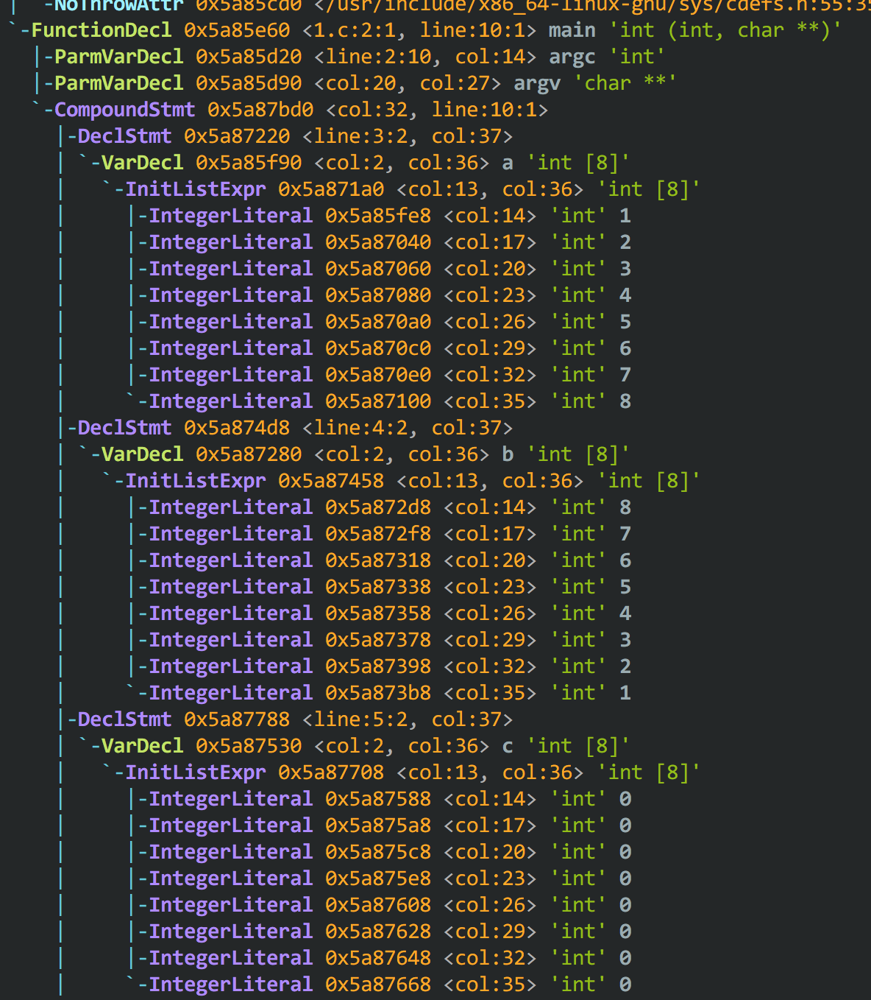 |  `-NoThrowAttr 0x5a85cd0 </usr/include/x86_64-linux-gnu/sys/cdefs.h:55:35
`-FunctionDecl 0x5a85e60 <1.c:2:1, line:10:1> main 'int (int, char **)'
  |-ParmVarDecl 0x5a85d20 <line:2:10, col:14> argc 'int'
  |-ParmVarDecl 0x5a85d90 <col:20, col:27> argv 'char **'
  `-CompoundStmt 0x5a87bd0 <col:32, line:10:1>
    |-DeclStmt 0x5a87220 <line:3:2, col:37>
    | `-VarDecl 0x5a85f90 <col:2, col:36> a 'int [8]'
    |   `-InitListExpr 0x5a871a0 <col:13, col:36> 'int [8]'
    |     |-IntegerLiteral 0x5a85fe8 <col:14> 'int' 1
    |     |-IntegerLiteral 0x5a87040 <col:17> 'int' 2
    |     |-IntegerLiteral 0x5a87060 <col:20> 'int' 3
    |     |-IntegerLiteral 0x5a87080 <col:23> 'int' 4
    |     |-IntegerLiteral 0x5a870a0 <col:26> 'int' 5
    |     |-IntegerLiteral 0x5a870c0 <col:29> 'int' 6
    |     |-IntegerLiteral 0x5a870e0 <col:32> 'int' 7
    |     `-IntegerLiteral 0x5a87100 <col:35> 'int' 8
    |-DeclStmt 0x5a874d8 <line:4:2, col:37>
    | `-VarDecl 0x5a87280 <col:2, col:36> b 'int [8]'
    |   `-InitListExpr 0x5a87458 <col:13, col:36> 'int [8]'
    |     |-IntegerLiteral 0x5a872d8 <col:14> 'int' 8
    |     |-IntegerLiteral 0x5a872f8 <col:17> 'int' 7
    |     |-IntegerLiteral 0x5a87318 <col:20> 'int' 6
    |     |-IntegerLiteral 0x5a87338 <col:23> 'int' 5
    |     |-IntegerLiteral 0x5a87358 <col:26> 'int' 4
    |     |-IntegerLiteral 0x5a87378 <col:29> 'int' 3
    |     |-IntegerLiteral 0x5a87398 <col:32> 'int' 2
    |     `-IntegerLiteral 0x5a873b8 <col:35> 'int' 1
    |-DeclStmt 0x5a87788 <line:5:2, col:37>
    | `-VarDecl 0x5a87530 <col:2, col:36> c 'int [8]'
    |   `-InitListExpr 0x5a87708 <col:13, col:36> 'int [8]'
    |     |-IntegerLiteral 0x5a87588 <col:14> 'int' 0
    |     |-IntegerLiteral 0x5a875a8 <col:17> 'int' 0
    |     |-IntegerLiteral 0x5a875c8 <col:20> 'int' 0
    |     |-IntegerLiteral 0x5a875e8 <col:23> 'int' 0
    |     |-IntegerLiteral 0x5a87608 <col:26> 'int' 0
    |     |-IntegerLiteral 0x5a87628 <col:29> 'int' 0
    |     |-IntegerLiteral 0x5a87648 <col:32> 'int' 0
    |     `-IntegerLiteral 0x5a87668 <col:35> 'int' 0